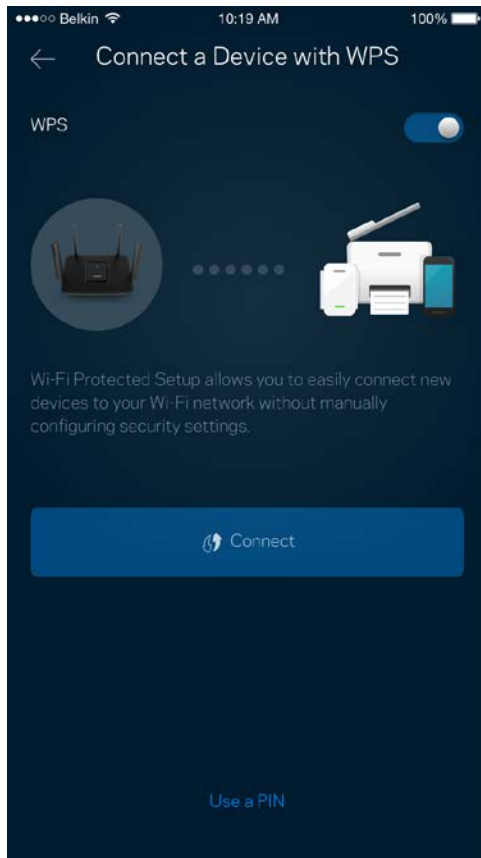 Belkin 10:19 AM 100%
Connect a Device with WPS
WPS
Wi-Fi Protected Setup allows you to easily connect new
devices to your Wi-Fi network without manually
configuring security settings.
Connect
Use a PIN